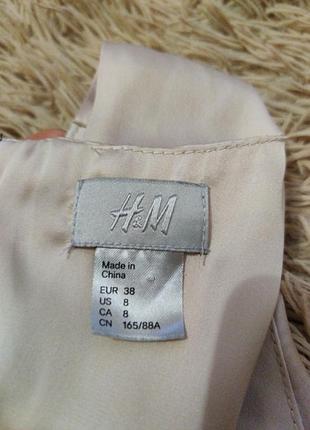 H&M
Made in
China
EUR 38
US 8
CA 8
CN 165/88A